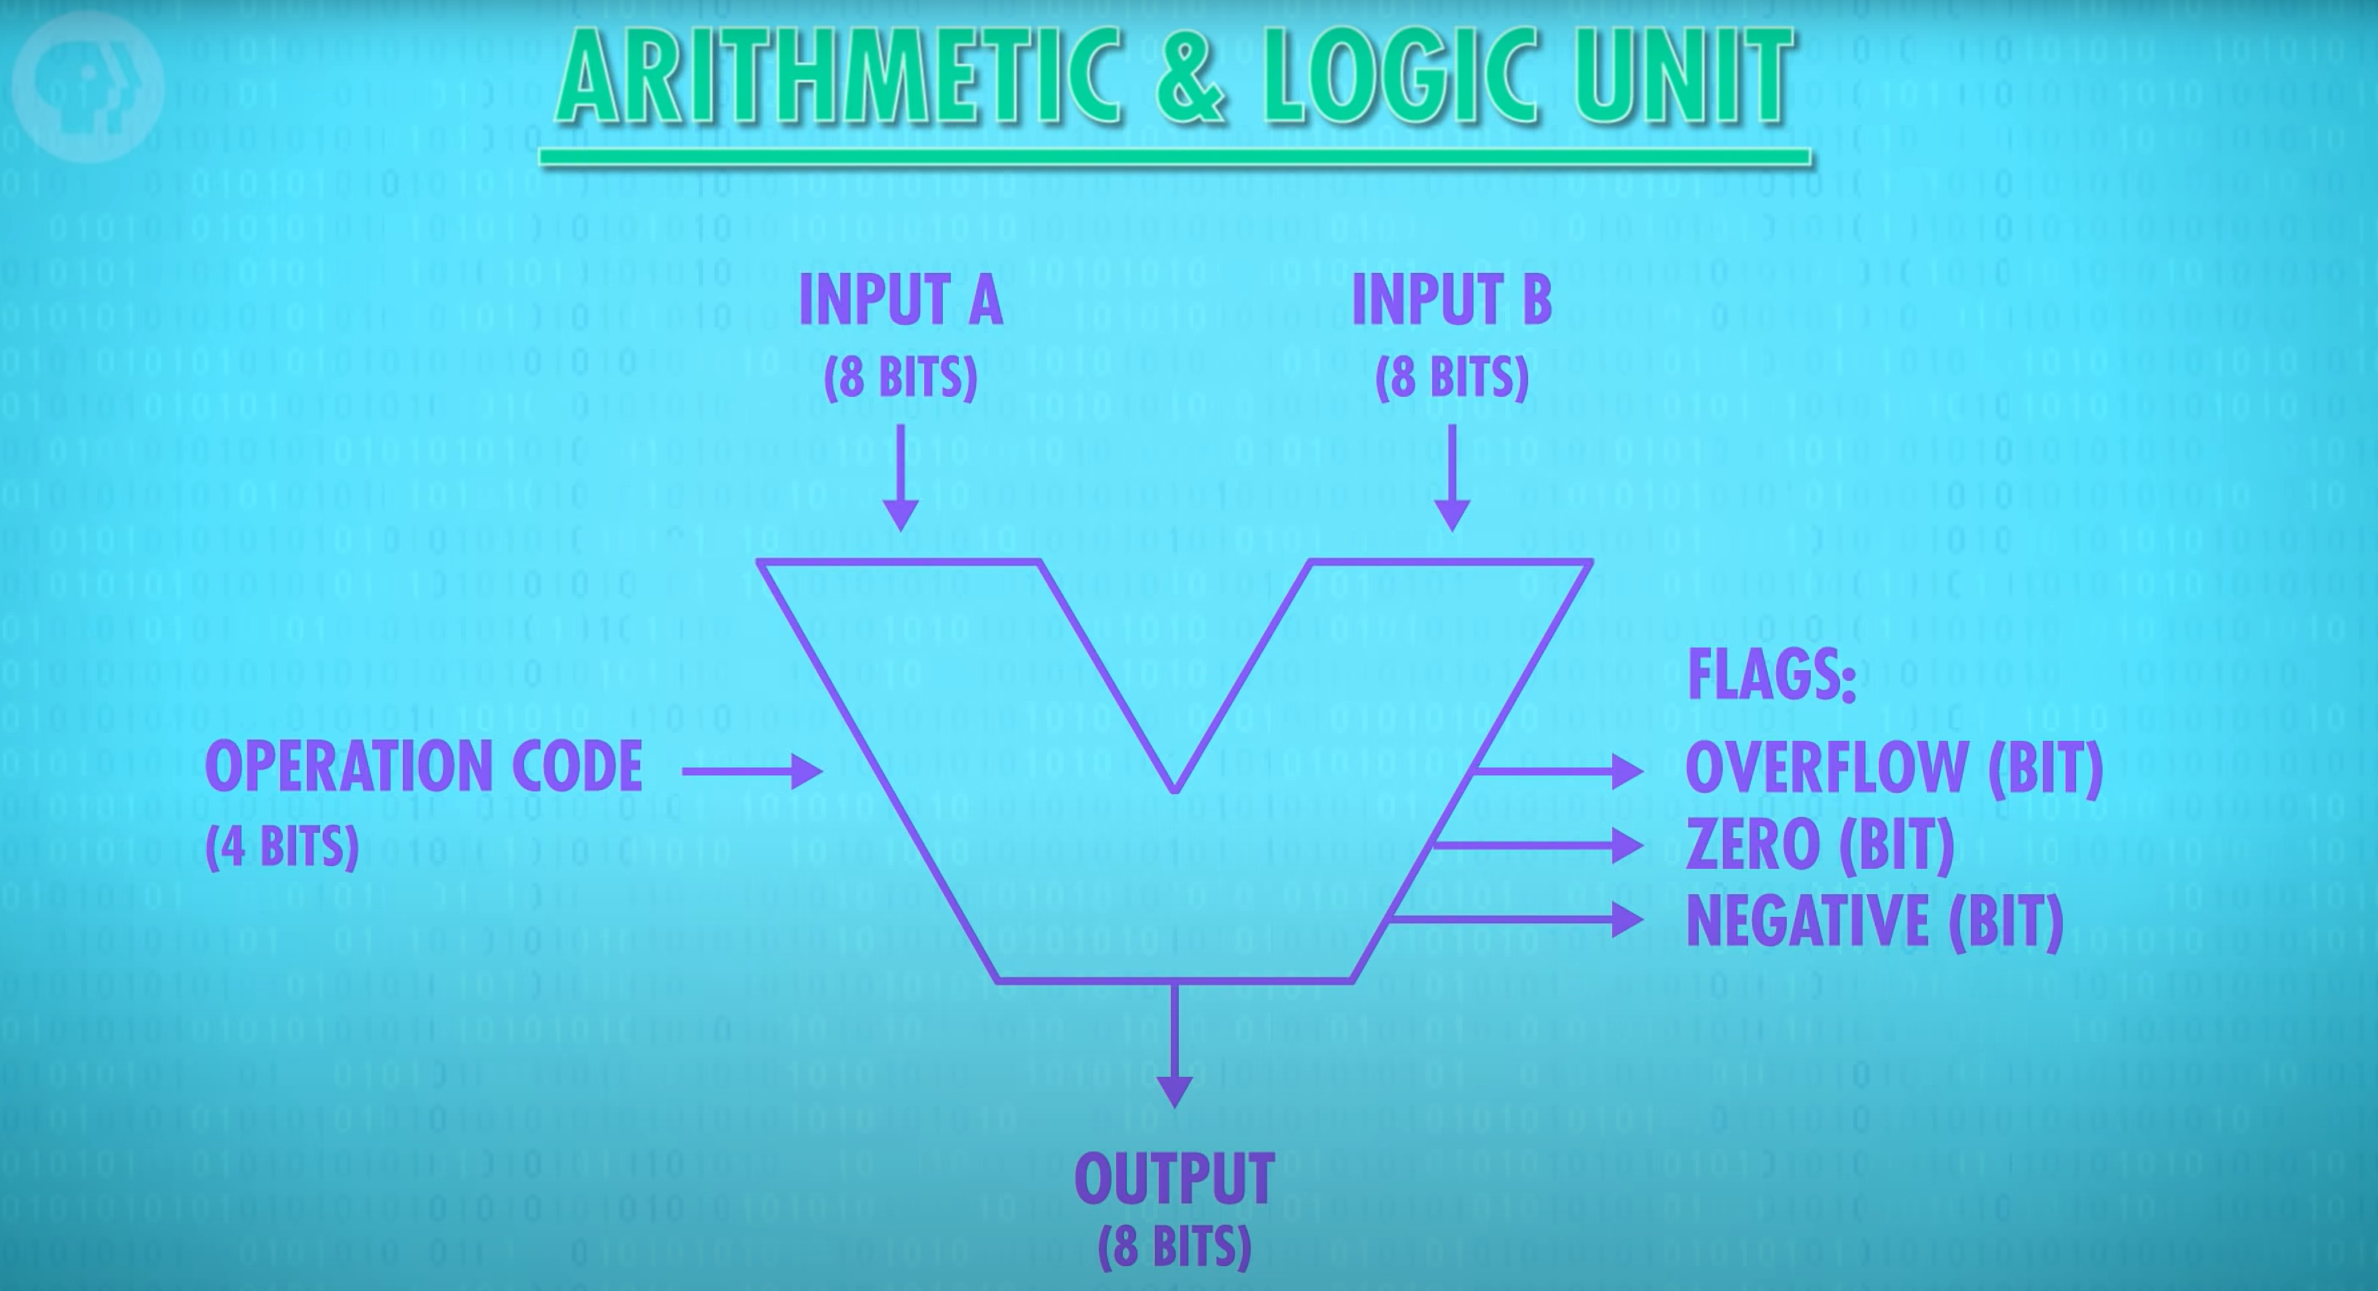 ARITHMETIC & LOGIC UNIT
INPUT A
(8 BITS)
INPUT B
(8 BITS)
OPERATION CODE
(4 BITS)
FLAGS:
OVERFLOW (BIT)
ZERO (BIT)
NEGATIVE (BIT)
OUTPUT
(8 BITS)